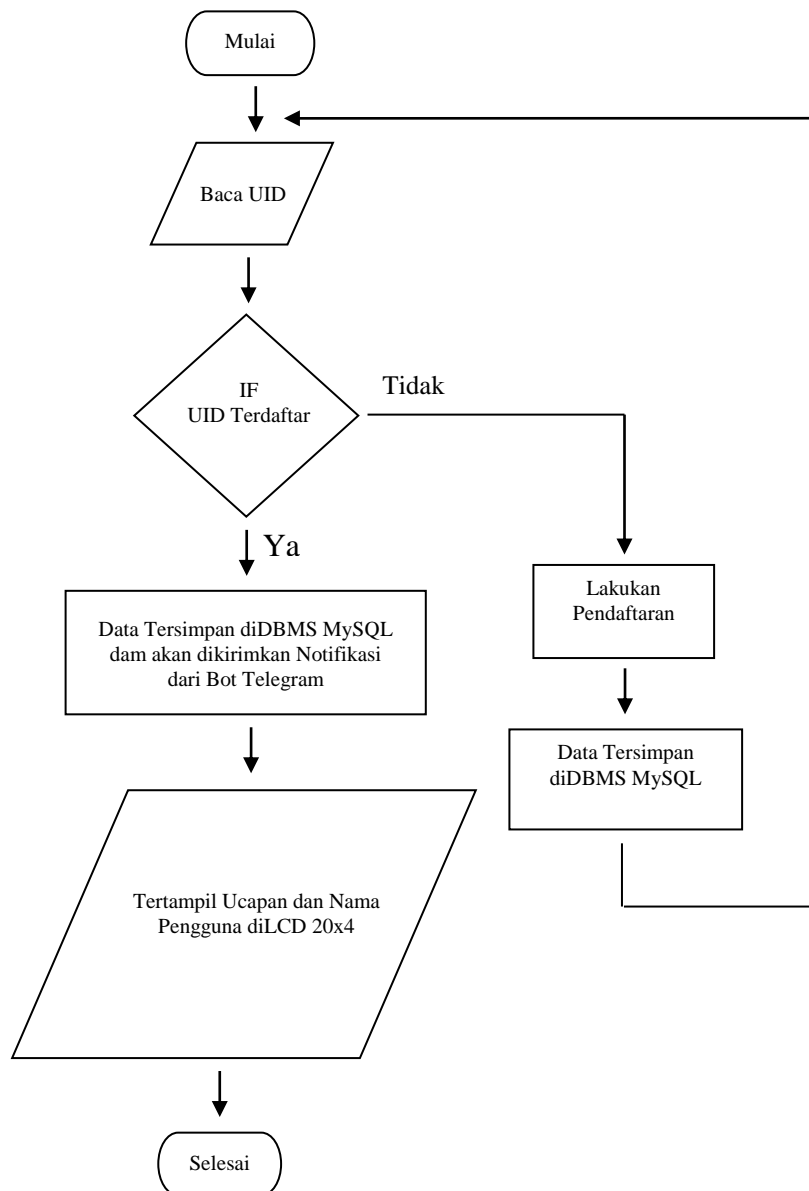 Mulai
Baca UID
IF
UID Terdaftar
Tidak
Ya
Lakukan
Pendaftaran
Data Tersimpan diDBMS MySQL
dam akan dikirimkan Notifikasi
dari Bot Telegram
Data Tersimpan
diDBMS MySQL
Tertampil Ucapan dan Nama
Pengguna diLCD 20x4
Selesai